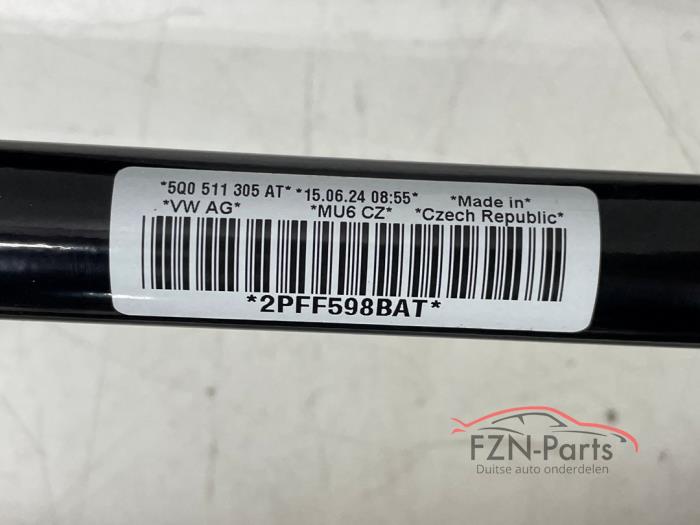 *5Q0 511 305 AT* *15.06.24 08:55* *Made in*
*VW AG* *MU6 CZ* *Czech Republic*
*2PFF598BAT*
FZN-Parts
Duitse auto onderdelen